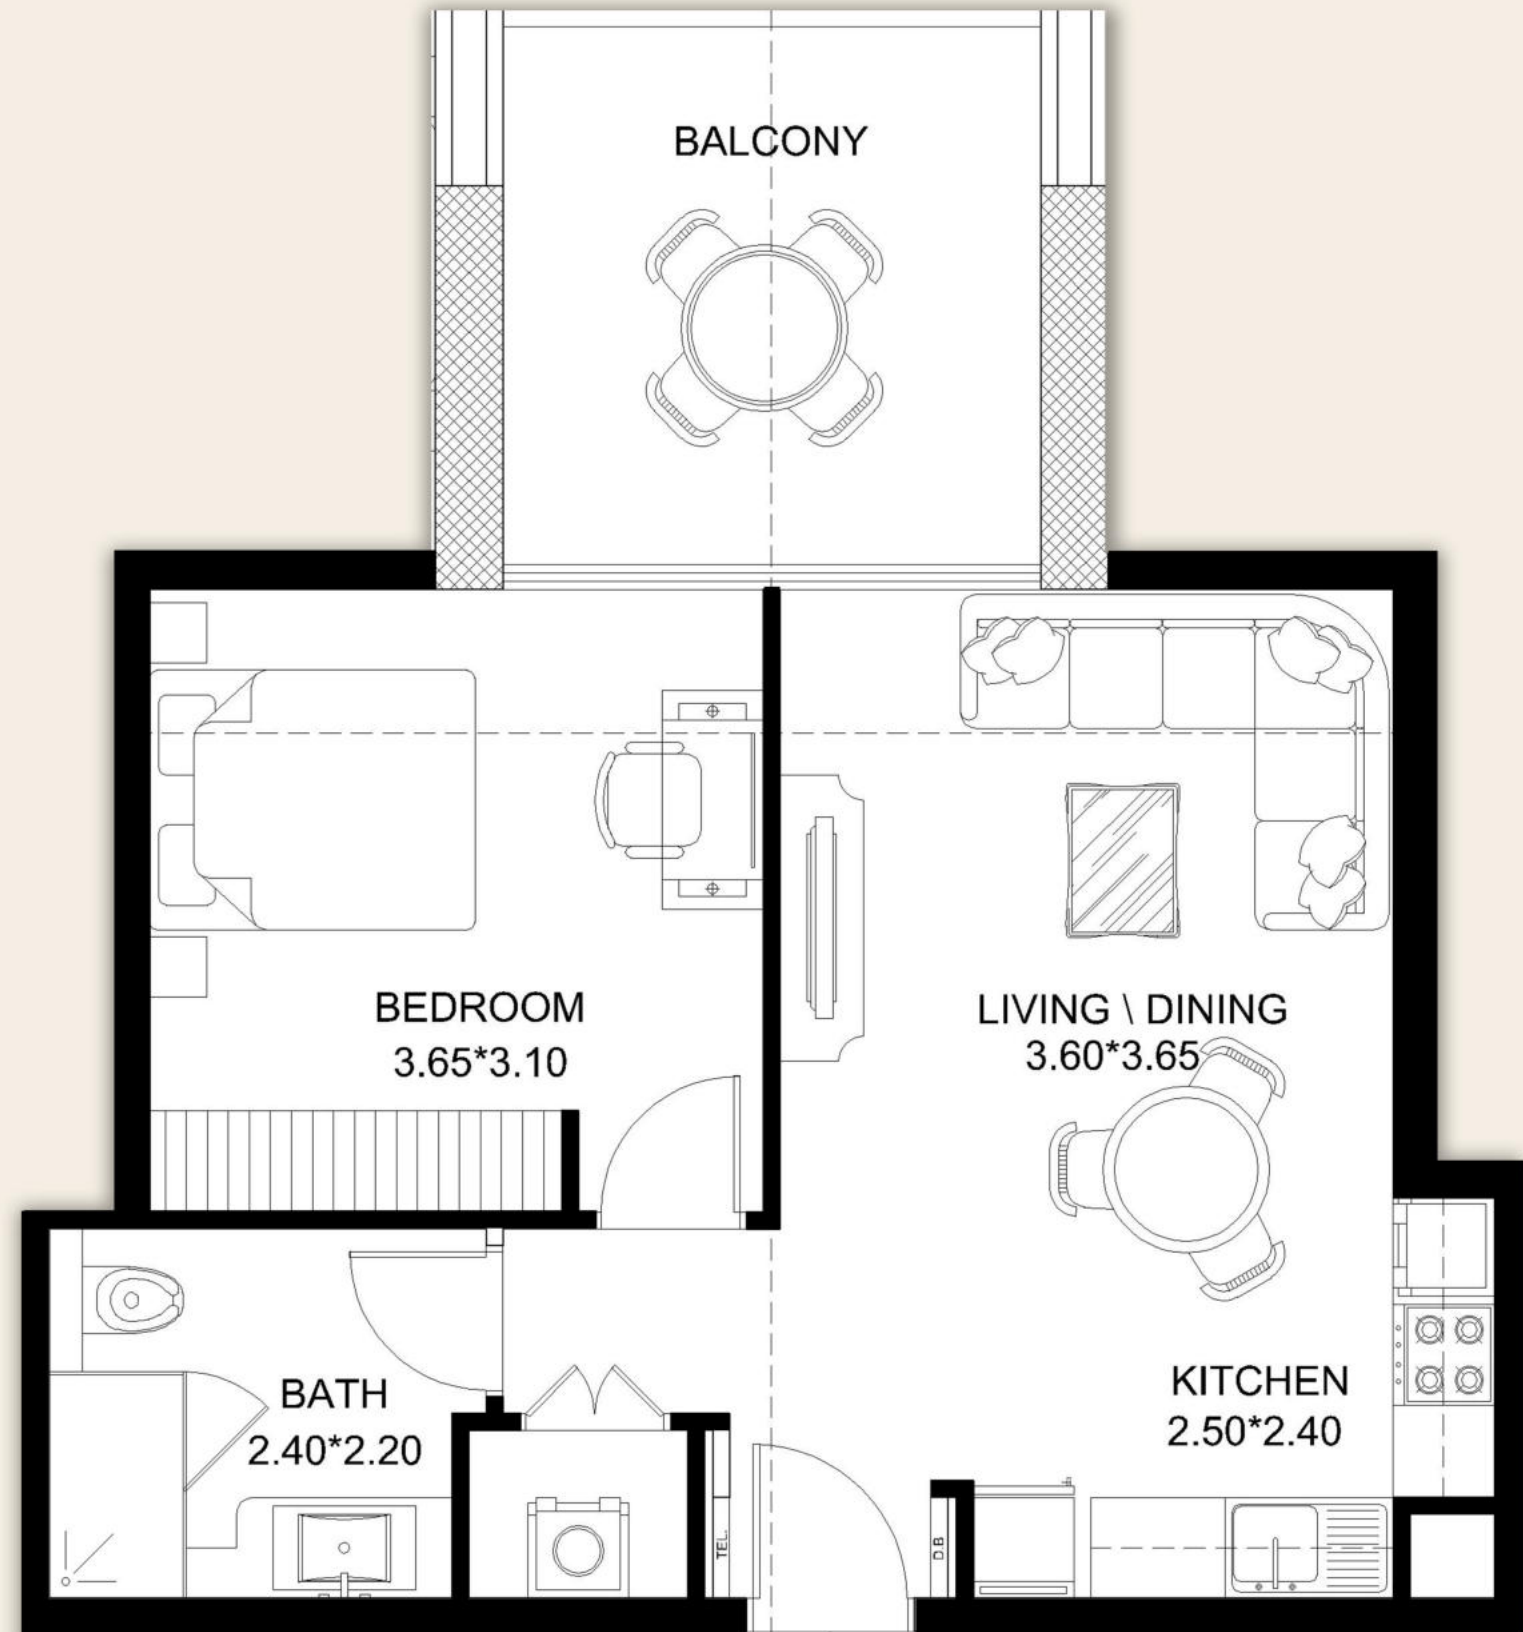 BALCONY
BEDROOM
3.65*3.10
LIVING \ DINING
3.60*3.65
BATH
2.40*2.20
KITCHEN
2.50*2.40
TEL.
D.B